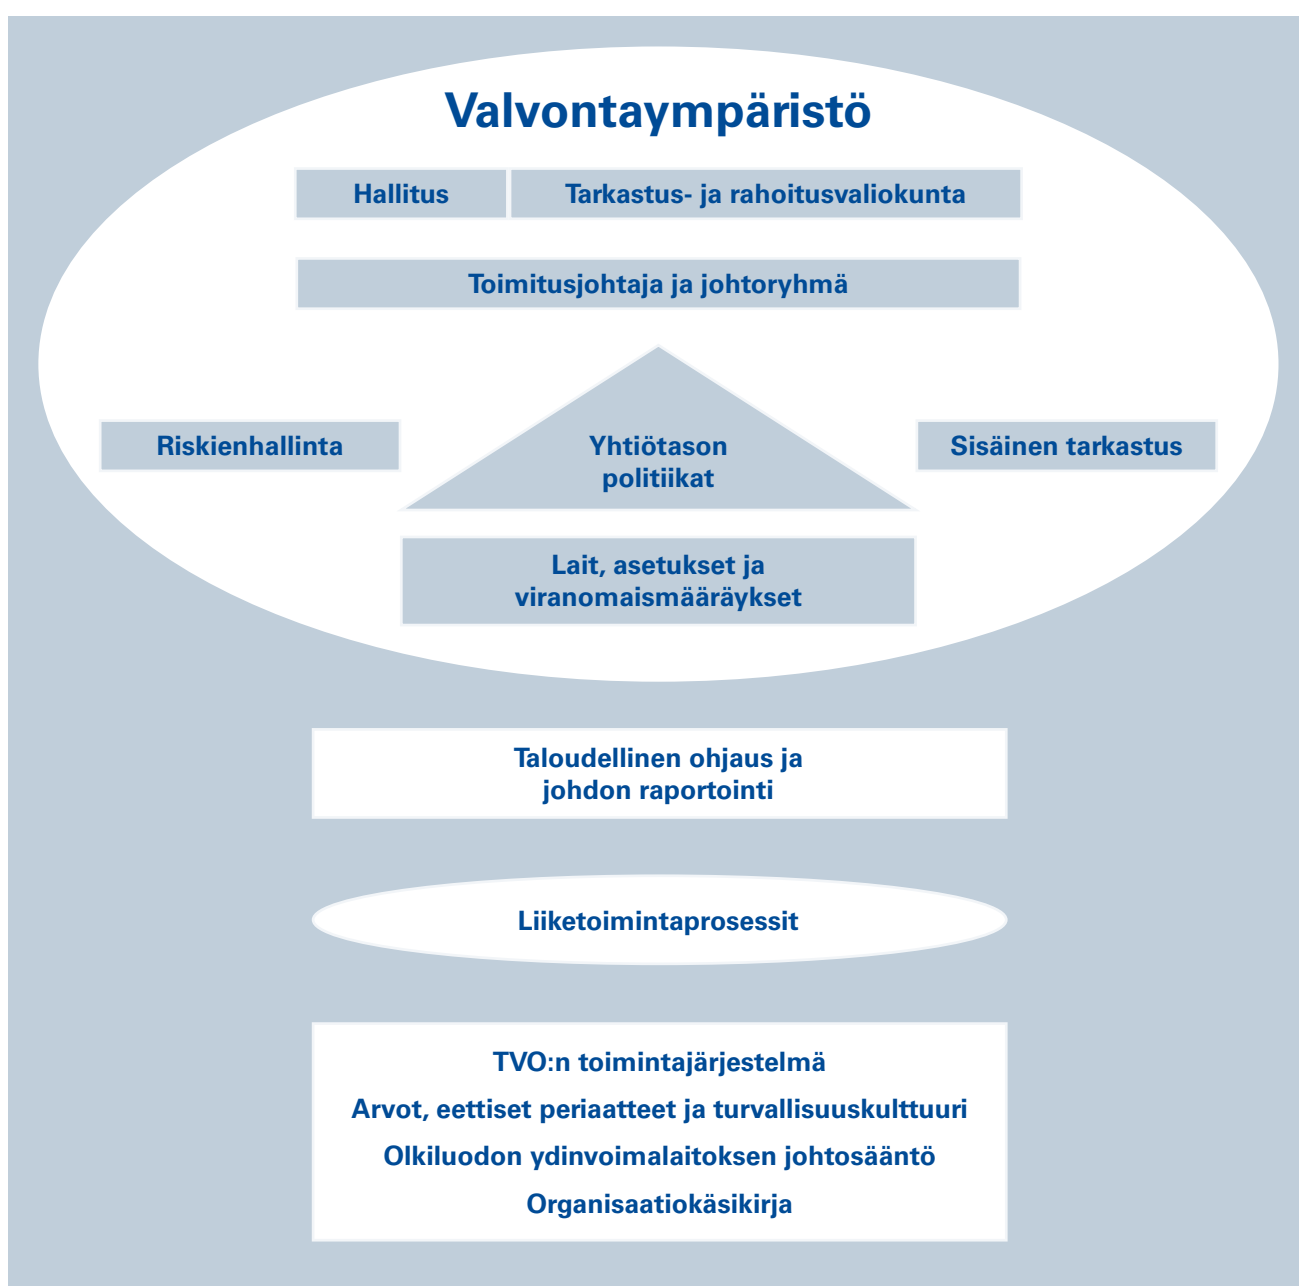 Valvontaympäristö
Hallitus
Tarkastus- ja rahoitusvaliokunta
Toimitusjohtaja ja johtoryhmä
Riskienhallinta
Yhtiötason
politiikat
Sisäinen tarkastus
Lait, asetukset ja
viranomaismääräykset
Taloudellinen ohjaus ja
johdon raportointi
Liiketoimintaprosessit
TVO:n toimintajärjestelmä
Arvot, eettiset periaatteet ja turvallisuuskulttuuri
Olkiluodon ydinvoimalaitoksen johtosääntö
Organisaatiokäsikirja